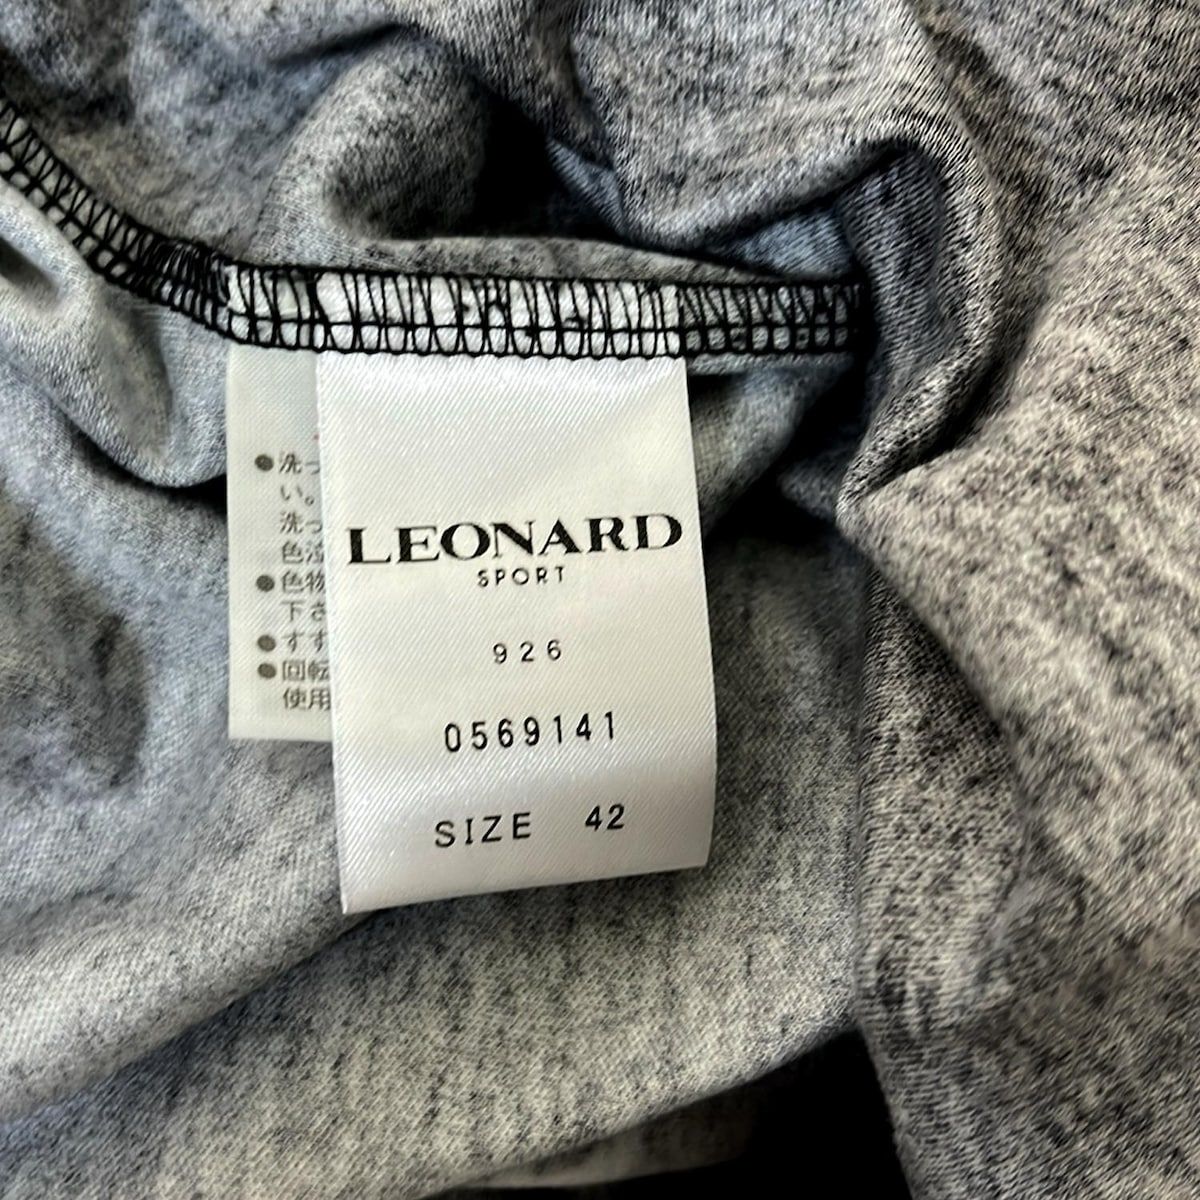 LEONARD
SPORT
926
0569141
SIZE 42
●洗っ
い。
洗っ
色
●色物
下さ
●すす
●回転
使用